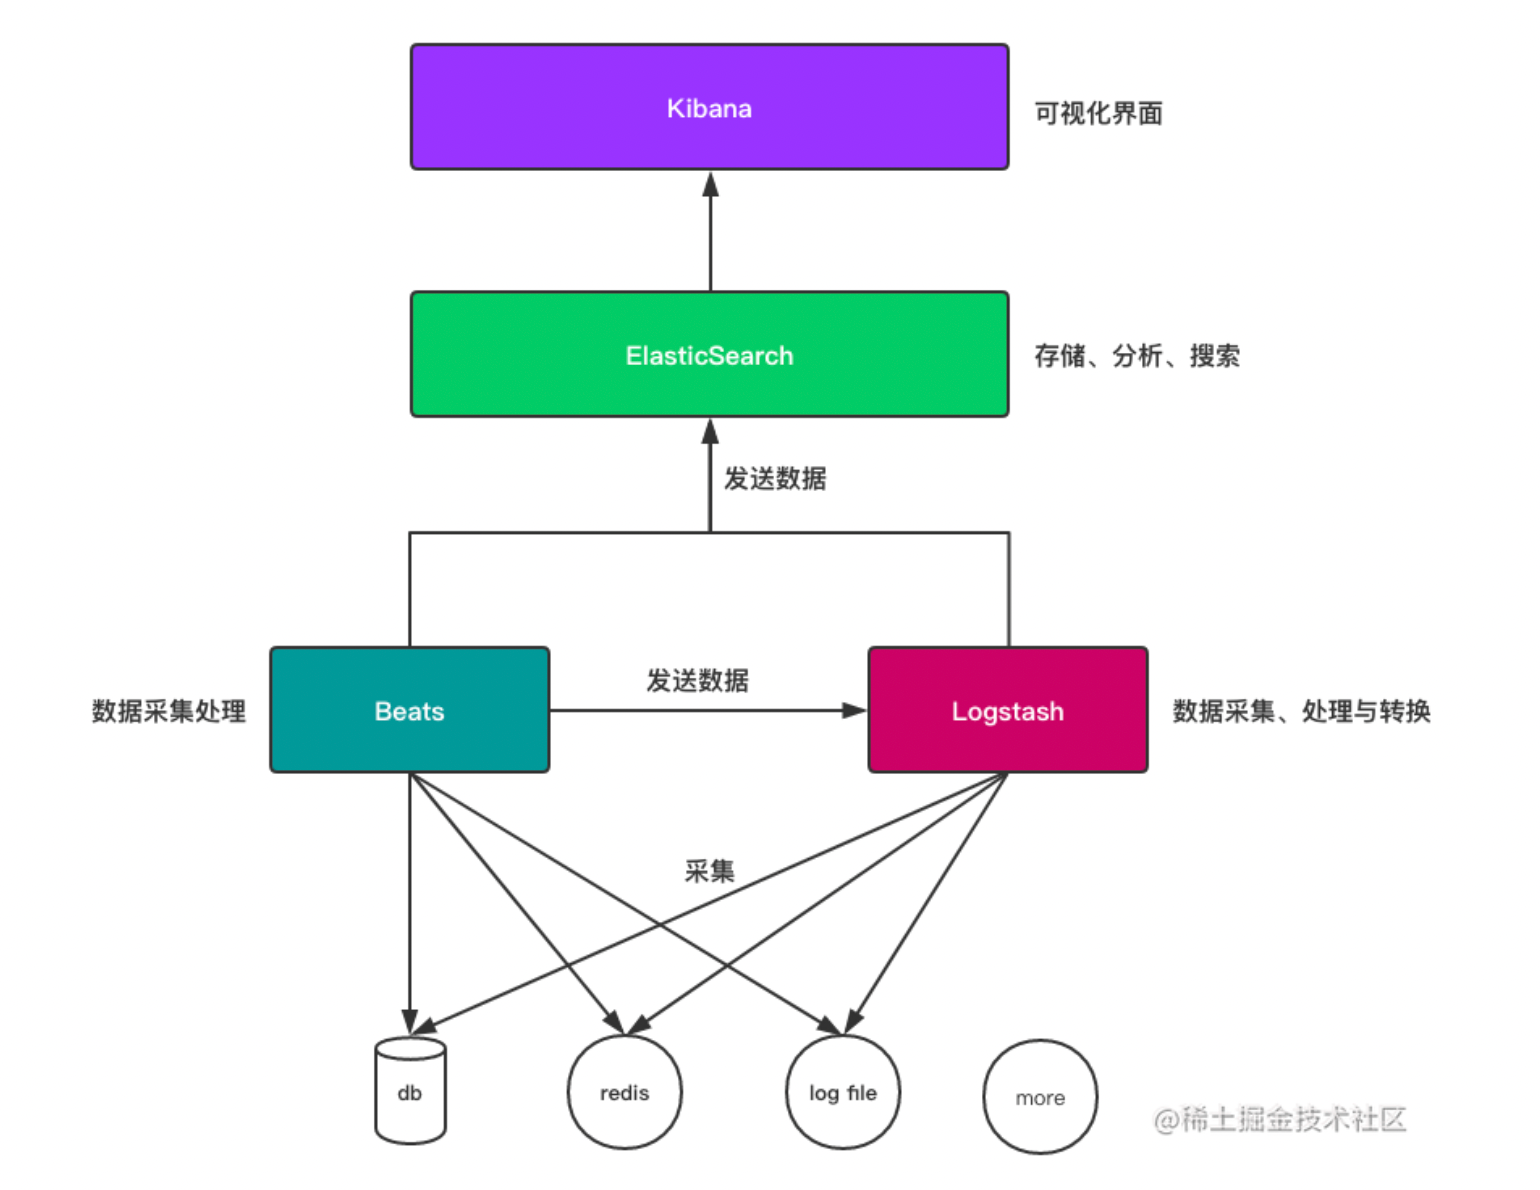 Kibana
可视化界面
ElasticSearch
存储、分析、搜索
发送数据
发送数据
数据采集处理
Beats
Logstash
数据采集、处理与转换
采集
db
redis
log file
more
@稀土掘金技术社区